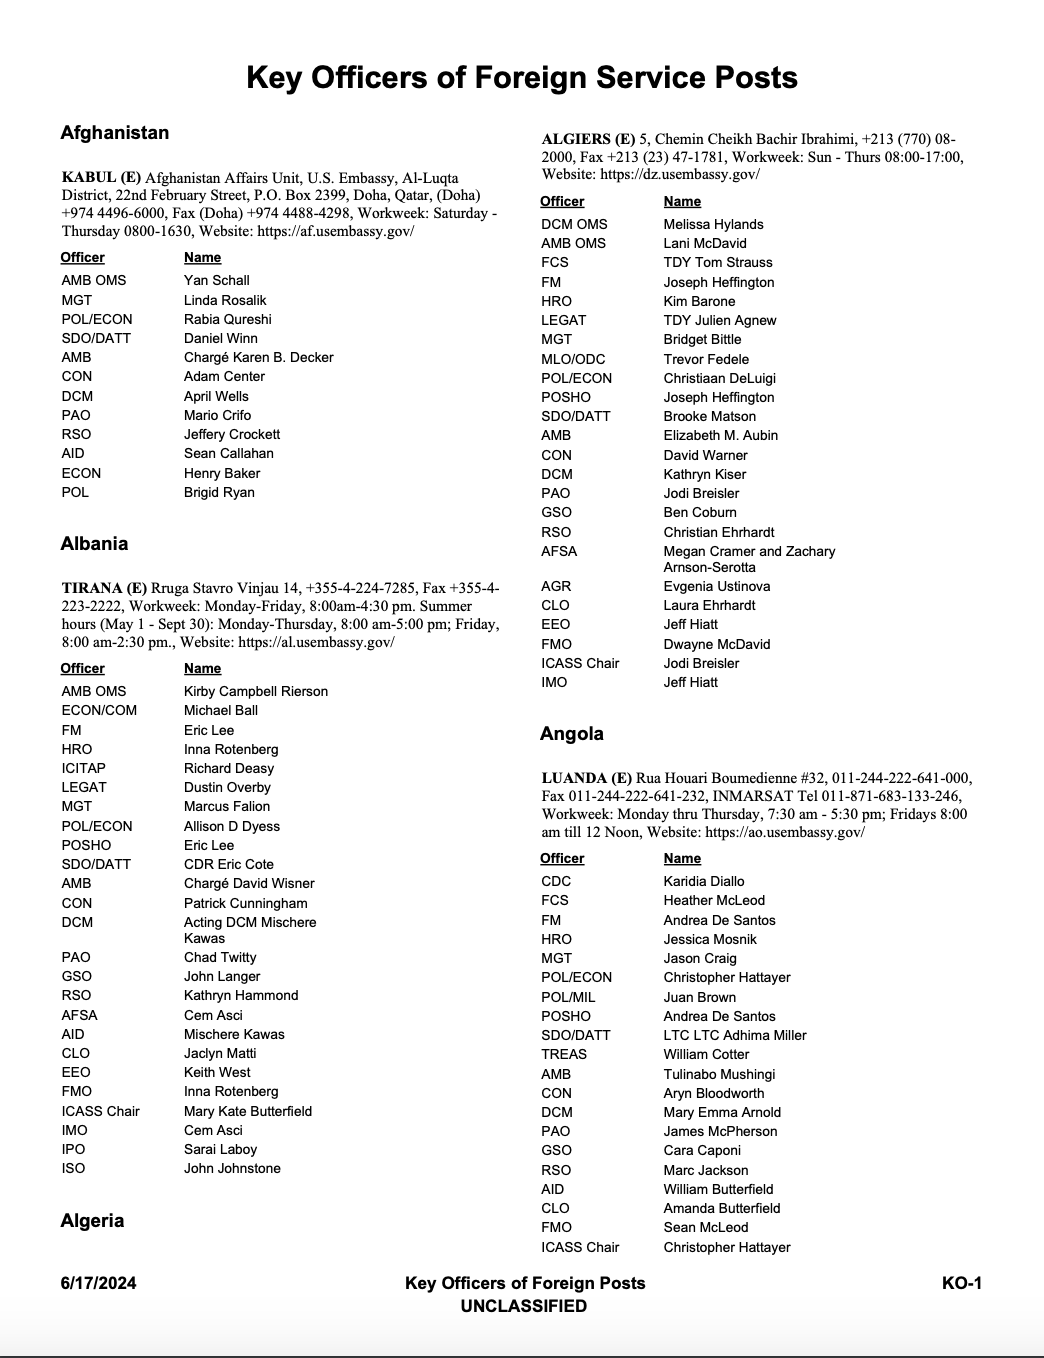 Key Officers of Foreign Service Posts
Afghanistan
KABUL (E) Afghanistan Affairs Unit, U.S. Embassy, Al-Luqta
District, 22nd February Street, P.O. Box 2399, Doha, Qatar, (Doha)
+974 4496-6000, Fax (Doha) +974 4488-4298, Workweek: Saturday -
Thursday 0800-1630, Website: https://af.usembassy.gov/
Officer Name
AMB OMS Yan Schall
MGT Linda Rosalik
POL/ECON Rabia Qureshi
SDO/DATT Daniel Winn
AMB Chargé Karen B. Decker
CON Adam Center
DCM April Wells
PAO Mario Crifo
RSO Jeffery Crockett
AID Sean Callahan
ECON Henry Baker
POL Brigid Ryan
Albania
TIRANA (E) Rruga Stavro Vinjau 14, +355-4-224-7285, Fax +355-4-
223-2222, Workweek: Monday-Friday, 8:00am-4:30 pm. Summer
hours (May 1 - Sept 30): Monday-Thursday, 8:00 am-5:00 pm; Friday,
8:00 am-2:30 pm., Website: https://al.usembassy.gov/
Officer Name
AMB OMS Kirby Campbell Rierson
ECON/COM Michael Ball
FM Eric Lee
HRO Inna Rotenberg
ICITAP Richard Deasy
LEGAT Dustin Overby
MGT Marcus Falion
POL/ECON Allison D Dyess
POSHO Eric Lee
SDO/DATT CDR Eric Cote
AMB Chargé David Wisner
CON Patrick Cunningham
DCM Acting DCM Mischere
Kawas
PAO Chad Twitty
GSO John Langer
RSO Kathryn Hammond
AFSA Cem Asci
AID Mischere Kawas
CLO Jaclyn Matti
EEO Keith West
FMO Inna Rotenberg
ICASS Chair Mary Kate Butterfield
IMO Cem Asci
IPO Sarai Laboy
ISO John Johnstone
Algeria
ALGIERS (E) 5, Chemin Cheikh Bachir Ibrahimi, +213 (770) 08-
2000, Fax +213 (23) 47-1781, Workweek: Sun - Thurs 08:00-17:00,
Website: https://dz.usembassy.gov/
Officer Name
DCM OMS Melissa Hylands
AMB OMS Lani McDavid
FCS TDY Tom Strauss
FM Joseph Heffington
HRO Kim Barone
LEGAT TDY Julien Agnew
MGT Bridget Bittle
MLO/ODC Trevor Fedele
POL/ECON Christiaan DeLuigi
POSHO Joseph Heffington
SDO/DATT Brooke Matson
AMB Elizabeth M. Aubin
CON David Warner
DCM Kathryn Kiser
PAO Jodi Breisler
GSO Ben Coburn
RSO Christian Ehrhardt
AFSA Megan Cramer and Zachary
Arnson-Serotta
AGR Evgenia Ustinova
CLO Laura Ehrhardt
EEO Jeff Hiatt
FMO Dwayne McDavid
ICASS Chair Jodi Breisler
IMO Jeff Hiatt
Angola
LUANDA (E) Rua Houari Boumedienne #32, 011-244-222-641-000,
Fax 011-244-222-641-232, INMARSAT Tel 011-871-683-133-246,
Workweek: Monday thru Thursday, 7:30 am - 5:30 pm; Fridays 8:00
am till 12 Noon, Website: https://ao.usembassy.gov/
Officer Name
CDC Karidia Diallo
FCS Heather McLeod
FM Andrea De Santos
HRO Jessica Mosnik
MGT Jason Craig
POL/ECON Christopher Hattayer
POL/MIL Juan Brown
POSHO Andrea De Santos
SDO/DATT LTC LTC Adhima Miller
TREAS William Cotter
AMB Tulinabo Mushingi
CON Aryn Bloodworth
DCM Mary Emma Arnold
PAO James McPherson
GSO Cara Caponi
RSO Marc Jackson
AID William Butterfield
CLO Amanda Butterfield
FMO Sean McLeod
ICASS Chair Christopher Hattayer
6/17/2024 Key Officers of Foreign Posts KO-1
UNCLASSIFIED